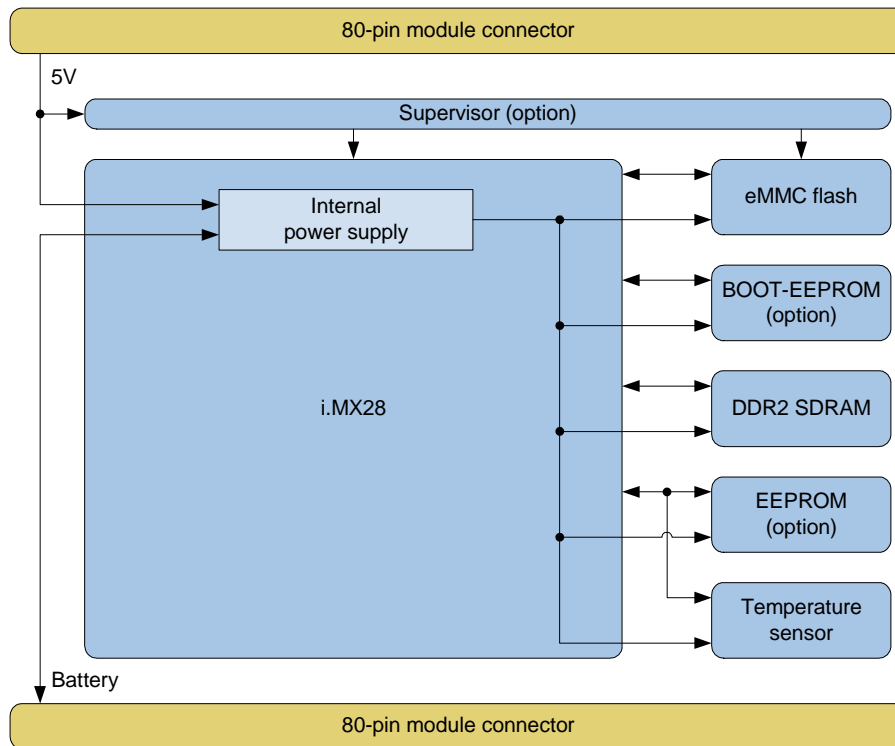 80-pin module connector
5V
Supervisor (option)
Internal
power supply
eMMC flash
BOOT-EEPROM
(option)
i.MX28
DDR2 SDRAM
EEPROM
(option)
Temperature
sensor
Battery
80-pin module connector